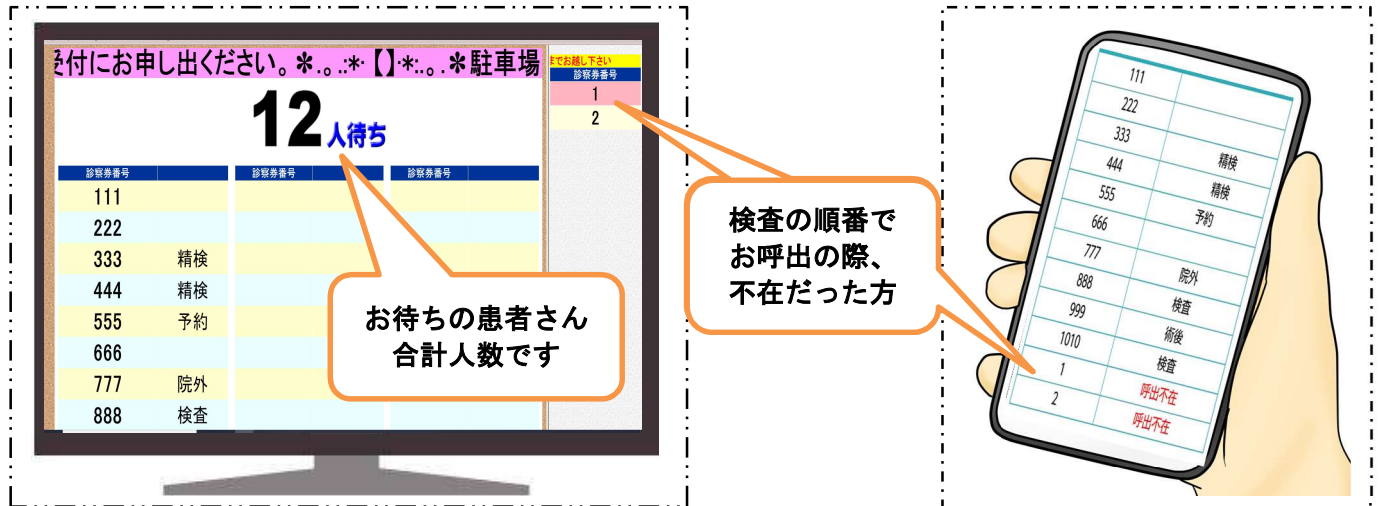 受付にお申し出ください。＊.｡.:*･【】･*:.｡.＊駐車場
までお越し下さい
診察券番号
1
2
12人待ち
診察券番号 診察券番号 診察券番号
111
222
333 精検
444 精検
555 予約
666
777 院外
888 検査
お待ちの患者さん
合計人数です
検査の順番で
お呼出の際、
不在だった方
111
222
333 精検
444 精検
555 予約
666
777 院外
888 検査
999 術後
1010 検査
1 呼出不在
2 呼出不在